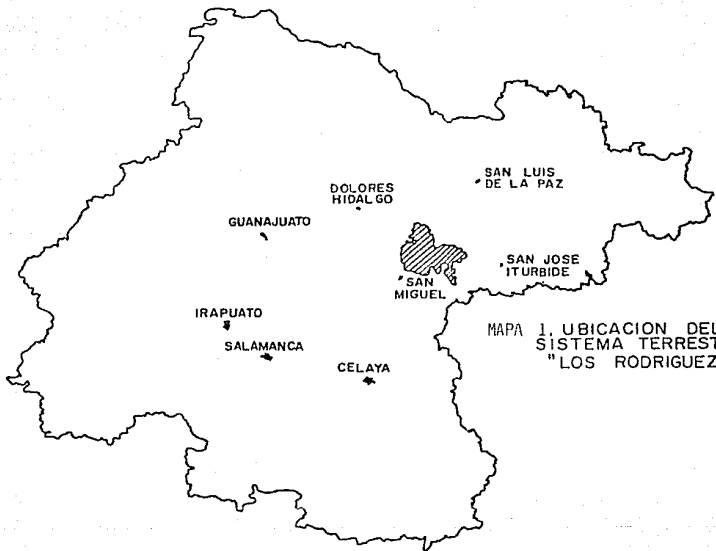 SAN LUIS
DE LA PAZ
DOLORES
HIDALGO
GUANAJUATO
SAN JOSE
ITURBIDE
SAN
MIGUEL
IRAPUATO
SALAMANCA
CELAYA
MAPA 1. UBICACION DEL
SISTEMA TERREST
"LOS RODRIGUEZ